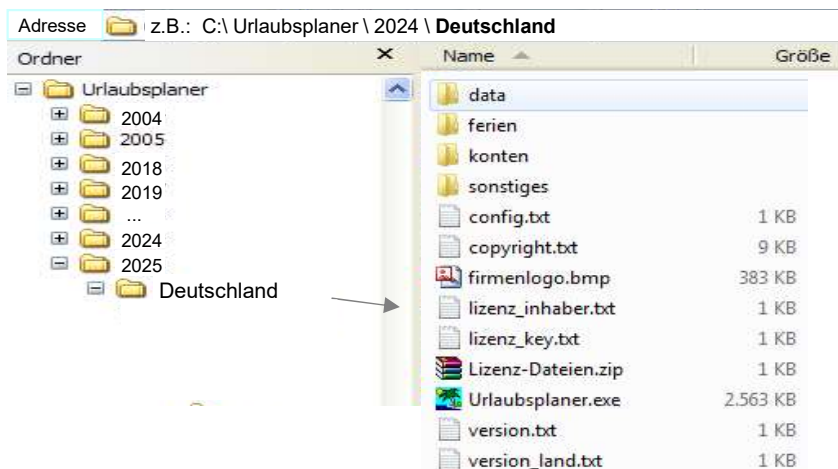 Adresse z.B.: C:\ Urlaubsplaner \ 2024 \ Deutschland
Ordner × Name Größe
Urlaubsplaner
2004
2005
2018
2019
...
2024
2025
Deutschland
data
ferien
konten
sonstiges
config.txt 1 KB
copyright.txt 9 KB
firmenlogo.bmp 383 KB
lizenz_inhaber.txt 1 KB
lizenz_key.txt 1 KB
Lizenz-Dateien.zip 1 KB
Urlaubsplaner.exe 2.563 KB
version.txt 1 KB
version_land.txt 1 KB